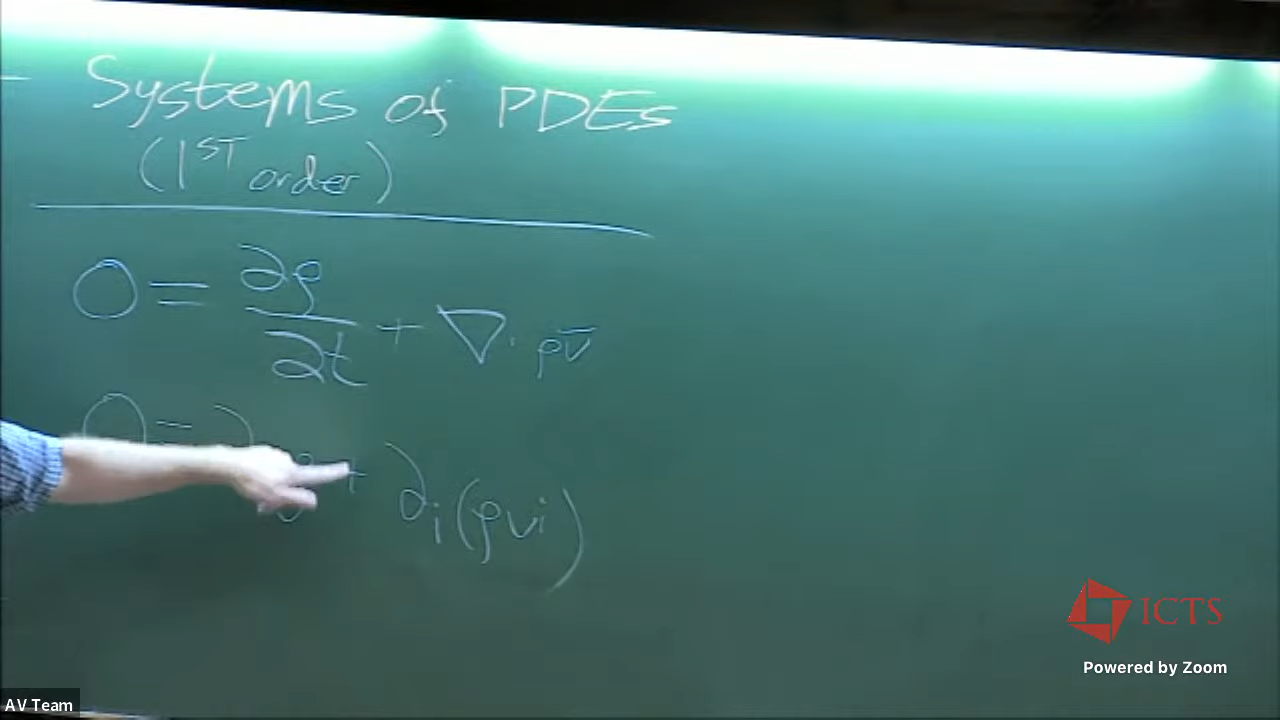 Systems of PDEs
(1ST order)
0 = ∂ρ/∂t + ∇· ρv̄
0 = ∂ ρ + ∂i(ρvi)
ICTS
Powered by Zoom
AV Team